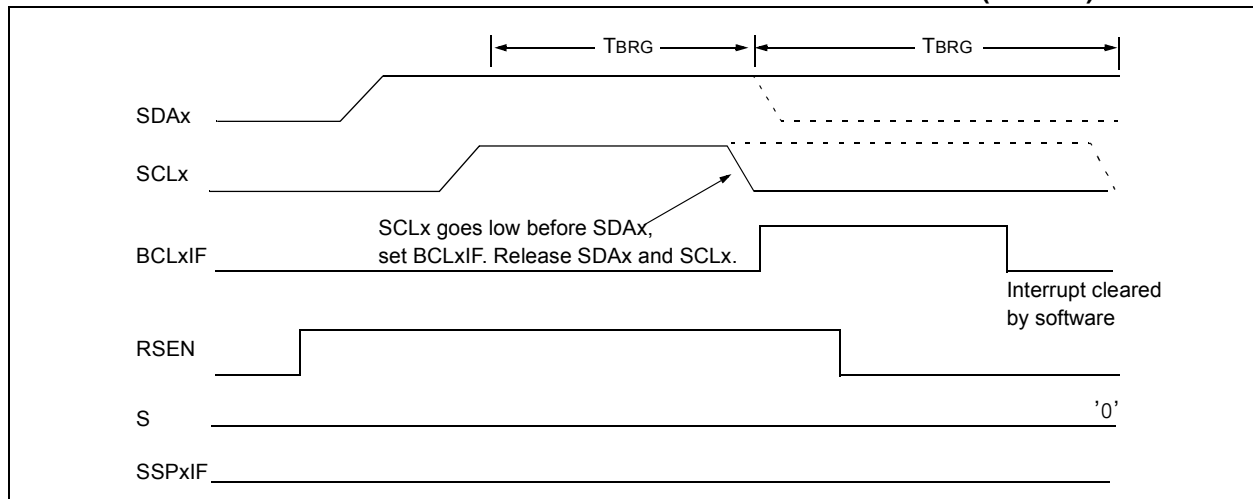 TBRG TBRG
SDAx
SCLx
SCLx goes low before SDAx,
set BCLxIF. Release SDAx and SCLx.
BCLxIF
Interrupt cleared
by software
RSEN
S '0'
SSPxIF